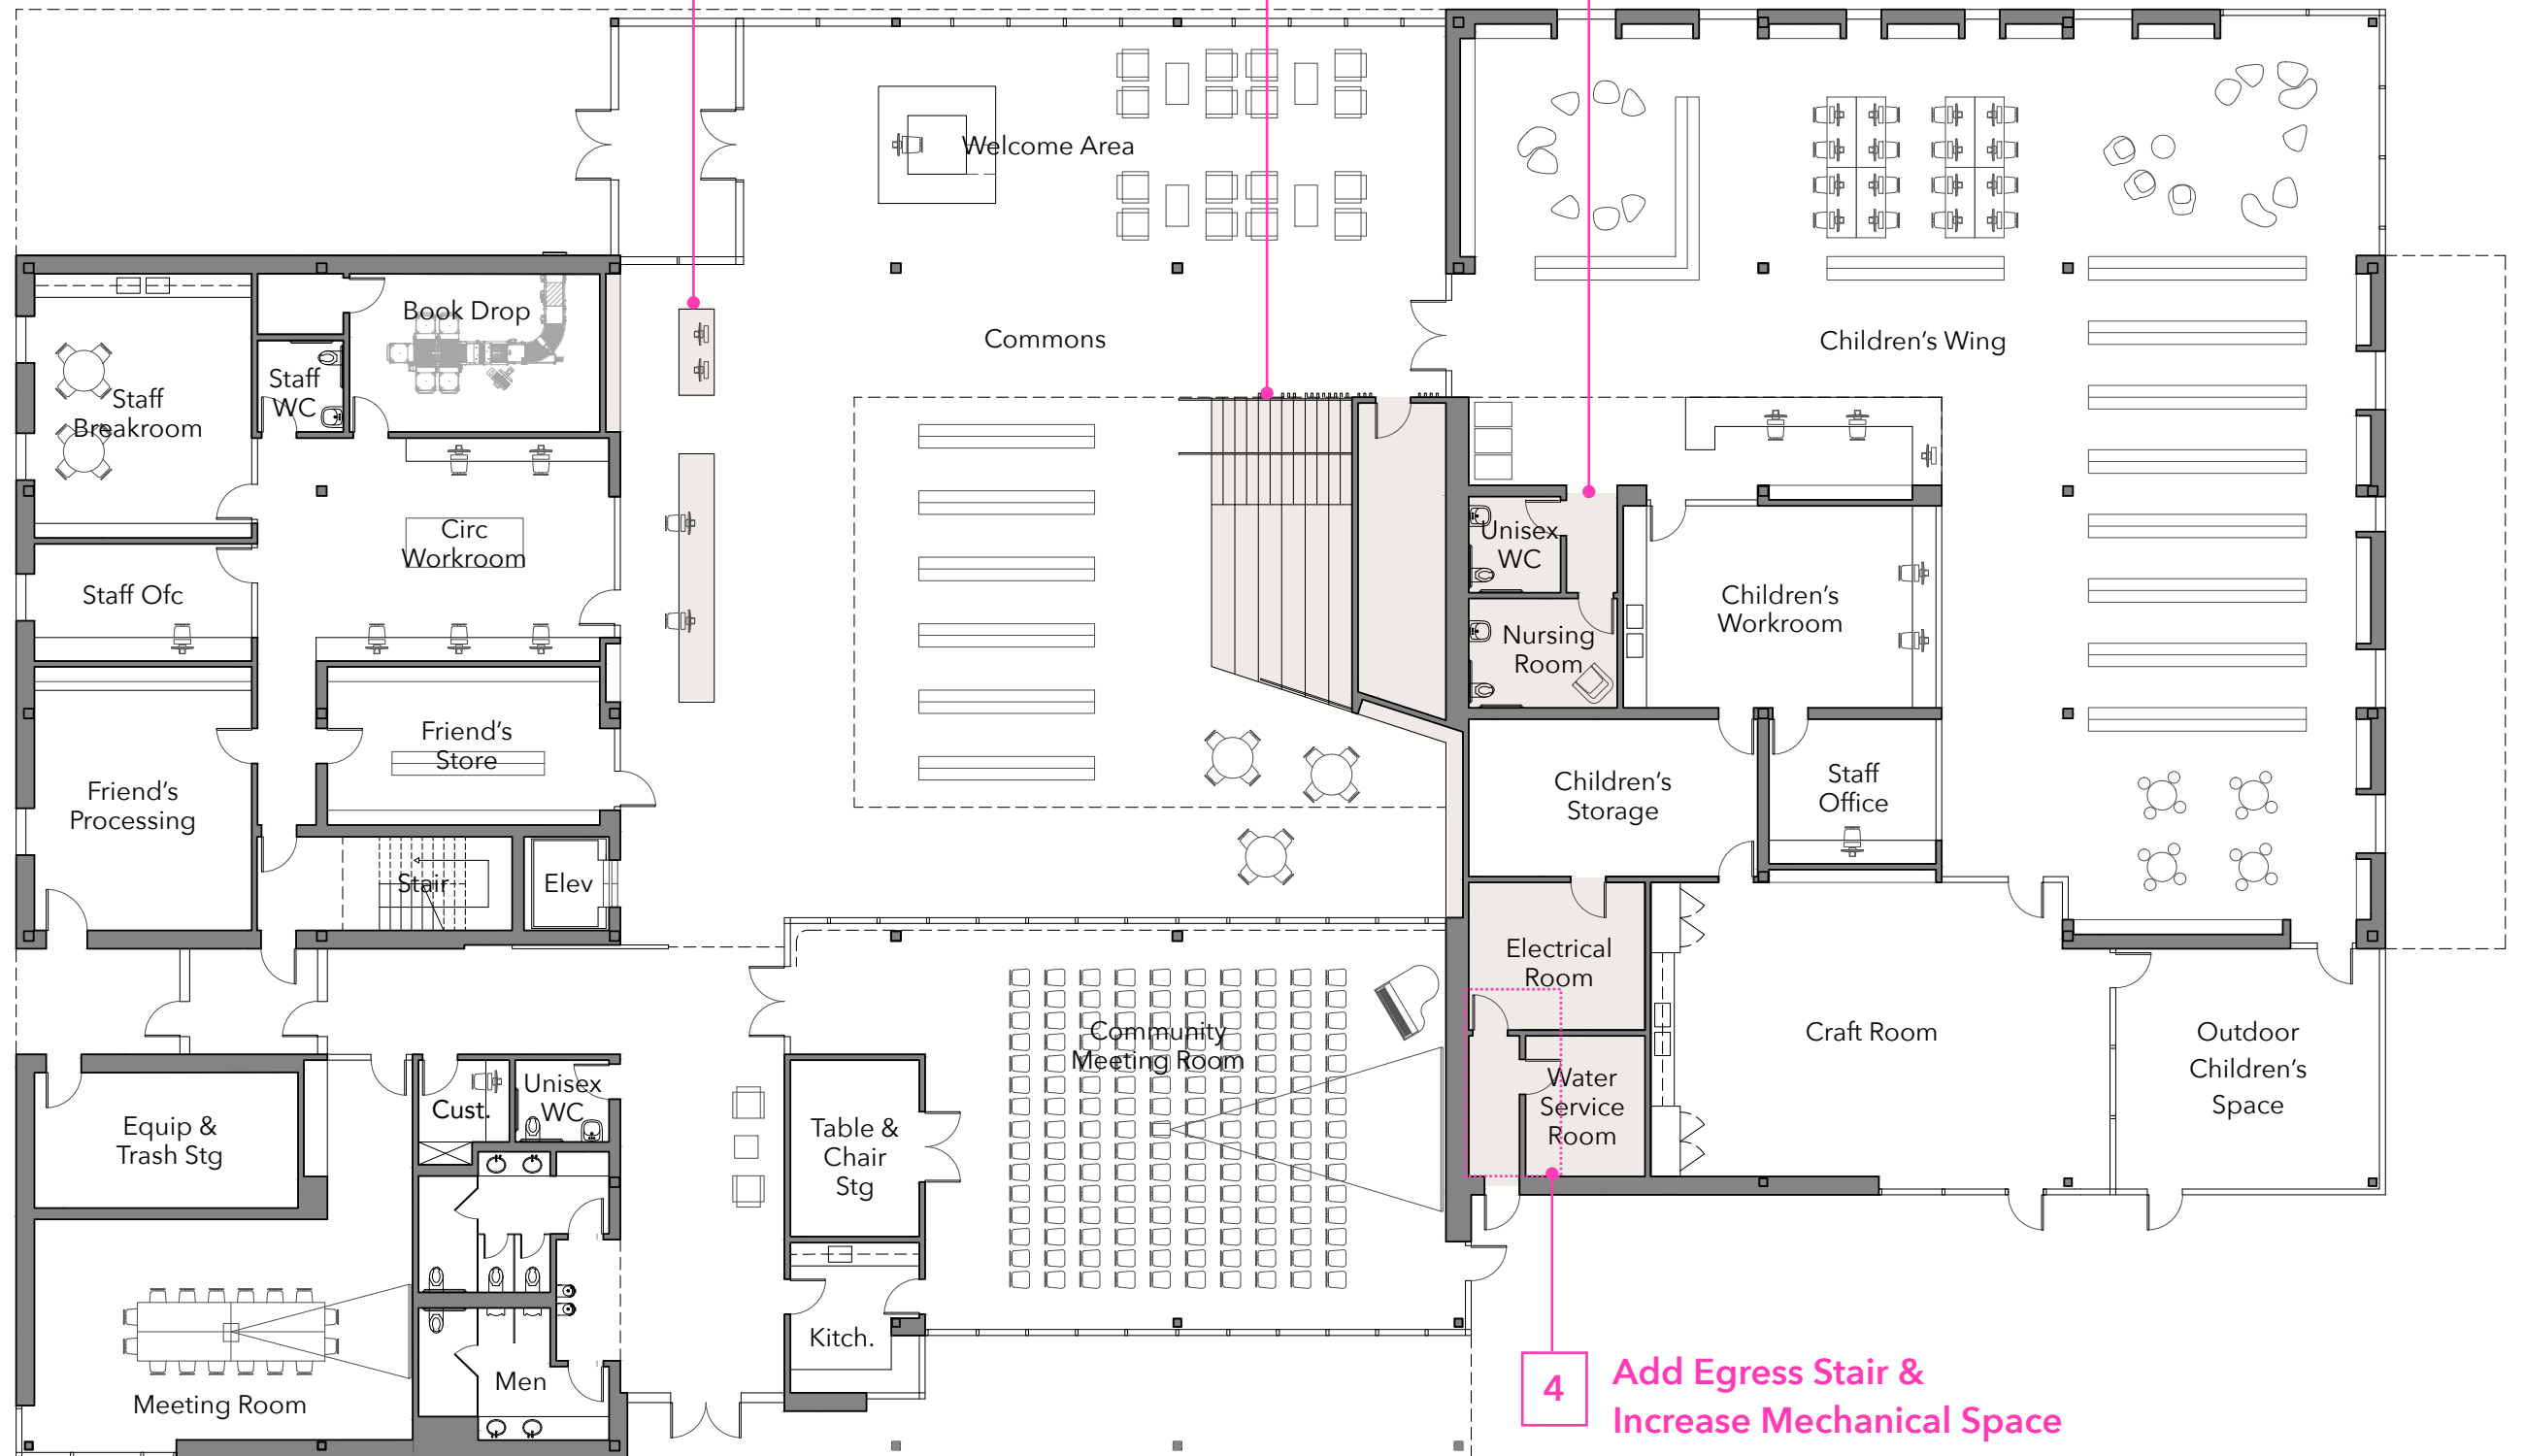 Welcome Area
Book Drop
Commons
Children's Wing
Staff
WC
Staff
Breakroom
Circ
Workroom
Unisex
WC
Staff Ofc
Children's
Workroom
Nursing
Room
Friend's
Store
Friend's
Processing
Children's
Storage
Staff
Office
Stair
Elev
Electrical
Room
Community
Meeting Room
Craft Room
Outdoor
Children's
Space
Water
Service
Room
Unisex
WC
Cust.
Equip &
Trash Stg
Table &
Chair
Stg
Kitch.
Men
Meeting Room
4
Add Egress Stair &
Increase Mechanical Space